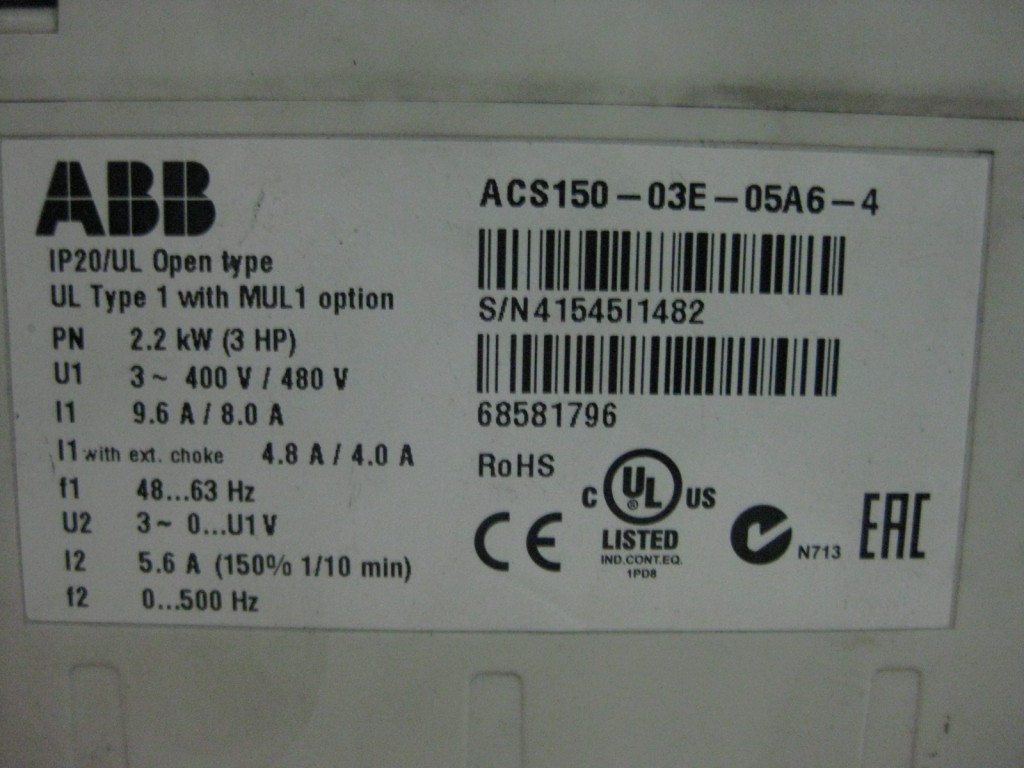 ABB
IP20/UL Open type
UL Type 1 with MUL1 option
PN 2.2 kW (3 HP)
U1 3~ 400 V / 480 V
I1 9.6 A / 8.0 A
I1 with ext. choke 4.8 A / 4.0 A
f1 48...63 Hz
U2 3~ 0...U1 V
I2 5.6 A (150% 1/10 min)
f2 0...500 Hz
ACS150-03E-05A6-4
S/N41545I1482
68581796
RoHS
CE
C UL US
®
LISTED
IND.CONT.EQ.
1PD8
N713
EAC